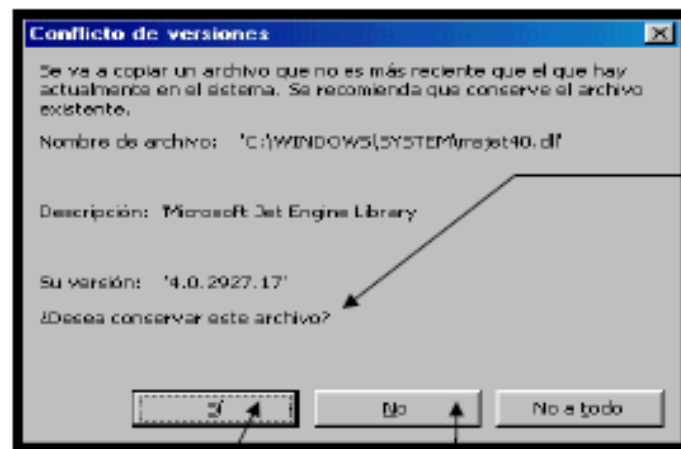 Conflicto de versiones
Se va a copiar un archivo que no es más reciente que el que hay
actualmente en el sistema. Se recomienda que conserve el archivo
existente.
Nombre de archivo: 'C:\WINDOWS\SYSTEM\msjet40.dll'
Descripción: 'Microsoft Jet Engine Library
Su versión: '4.0.2927.17'
¿Desea conservar este archivo?
Sí No No a todo